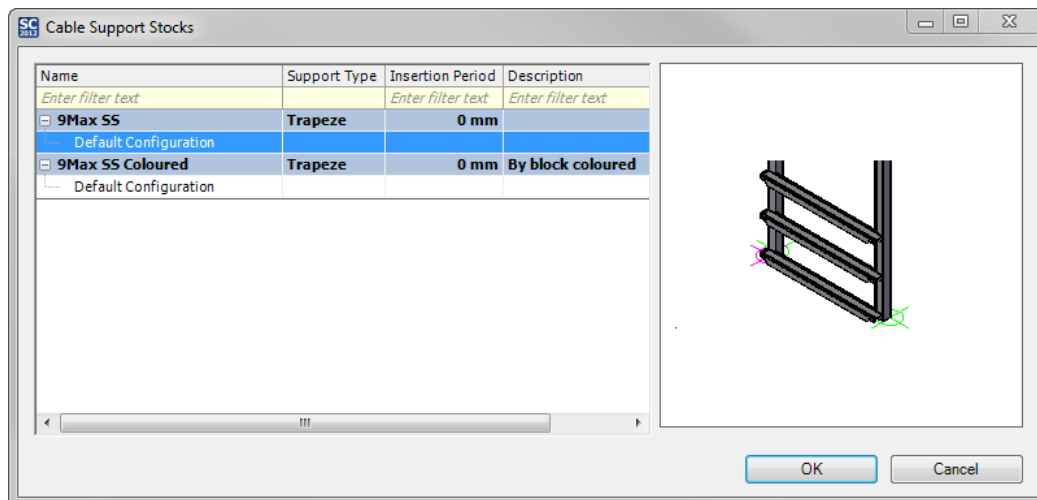 SC 2012 Cable Support Stocks
Name Support Type Insertion Period Description
Enter filter text Enter filter text Enter filter text
9Max SS Trapeze 0 mm
Default Configuration
9Max SS Coloured Trapeze 0 mm By block coloured
Default Configuration
OK Cancel